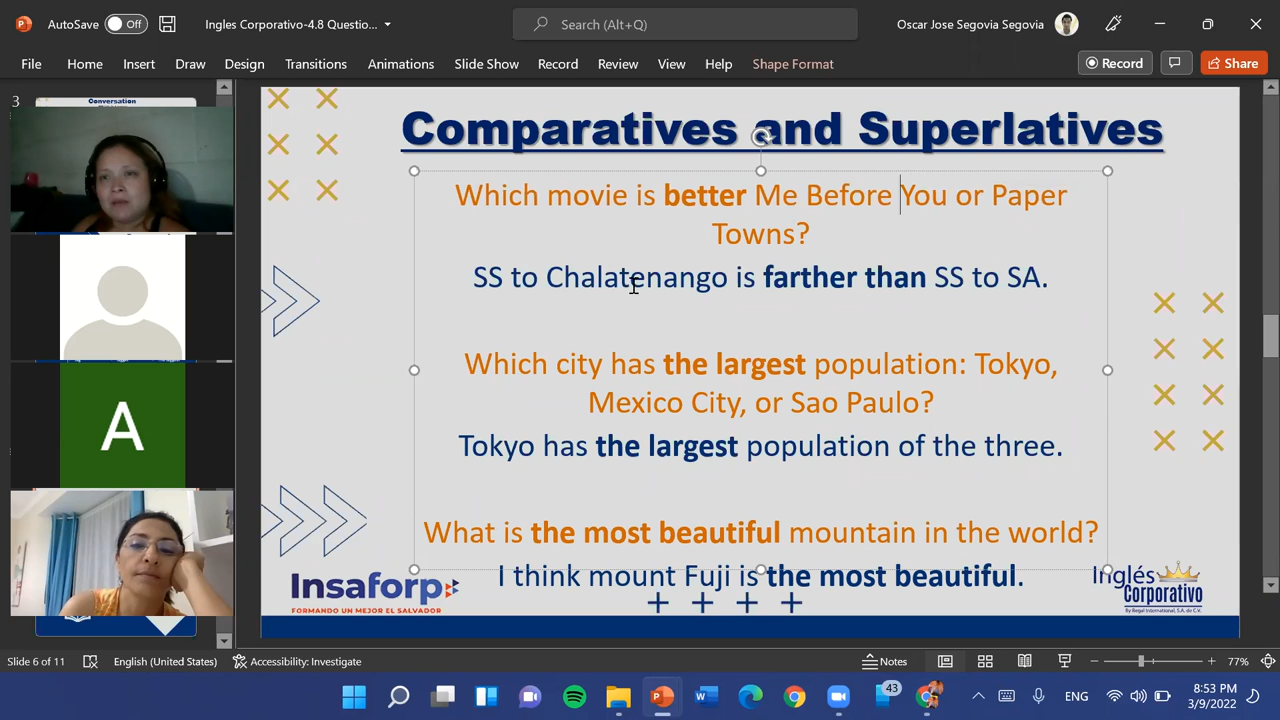 AutoSave Off Ingles Corporativo-4.8 Questio... Search (Alt+Q) Oscar Jose Segovia Segovia
File Home Insert Draw Design Transitions Animations Slide Show Record Review View Help Shape Format Record Share
3
Conversation
A
Comparatives and Superlatives
Which movie is better Me Before You or Paper
Towns?
SS to Chalatenango is farther than SS to SA.
Which city has the largest population: Tokyo,
Mexico City, or Sao Paulo?
Tokyo has the largest population of the three.
What is the most beautiful mountain in the world?
I think mount Fuji is the most beautiful.
Insaforp
FORMANDO UN MEJOR EL SALVADOR
Inglés
Corporativo
By Regal International, S.A. de C.V.
Slide 6 of 11 English (United States) Accessibility: Investigate Notes 77%
43 ENG 8:53 PM
3/9/2022